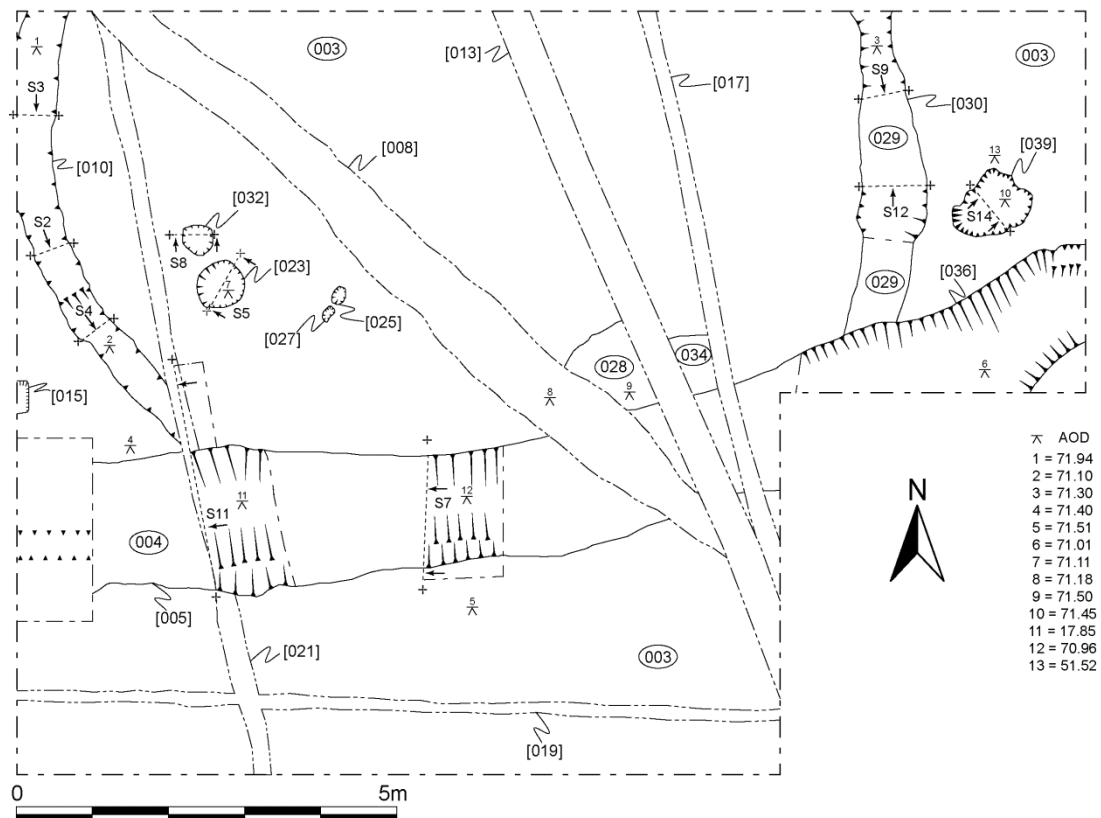 1
003
[013]
[017]
3
S9
003
S3
[030]
[008]
029
13
[039]
[010]
10
[032]
S12
S14
S2
S8
[023]
7
[036]
029
S5
S4
[025]
[027]
2
028
034
6
[015]
8
9
4
⚻ AOD
1 = 71.94
2 = 71.10
3 = 71.30
4 = 71.40
5 = 71.51
6 = 71.01
7 = 71.11
8 = 71.18
9 = 71.50
10 = 71.45
11 = 17.85
12 = 70.96
13 = 51.52
N
11
12
S7
S11
004
[005]
5
[021]
003
[019]
0
5m